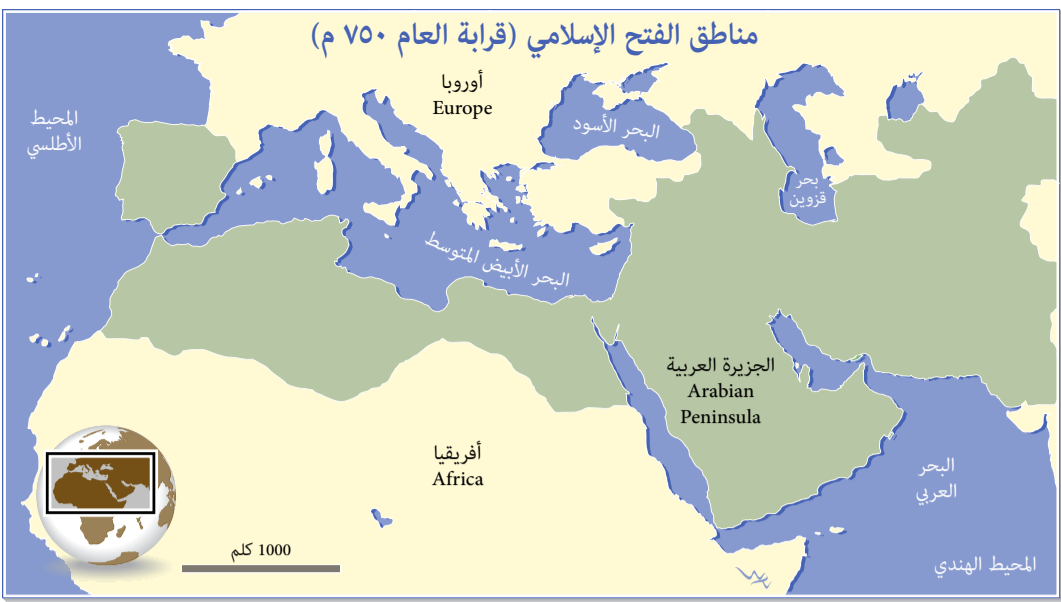 مناطق الفتح الإسلامي (قرابة العام ٧٥٠ م)
أوروبا
Europe
المحيط
الأطلسي
البحر الأسود
بحر
قزوين
البحر الأبيض المتوسط
الجزيرة العربية
Arabian
Peninsula
أفريقيا
Africa
البحر
العربي
المحيط الهندي
1000 كلم